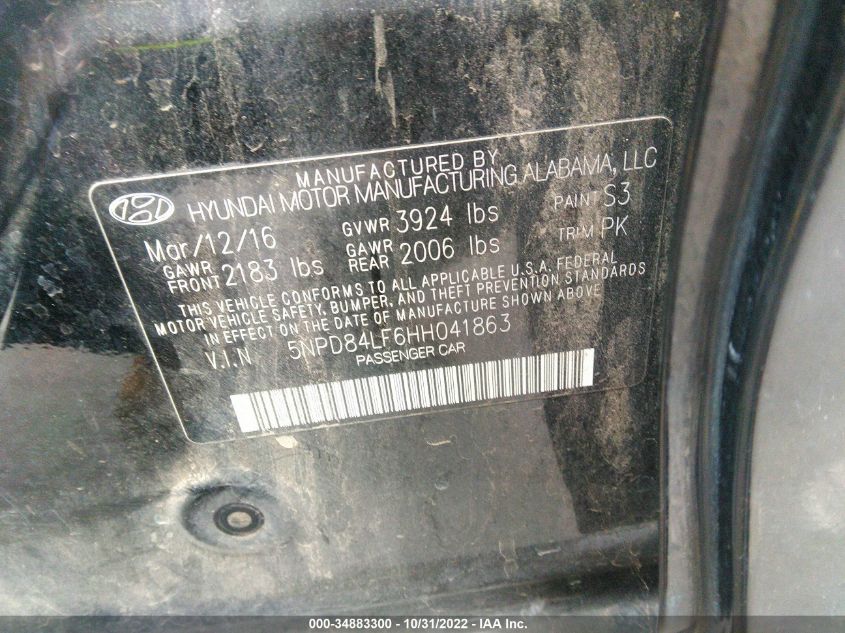 MANUFACTURED BY
HYUNDAI MOTOR MANUFACTURING ALABAMA, LLC
Mar/12/16 GVWR 3924 lbs PAINT S3
GAWR FRONT 2183 lbs GAWR REAR 2006 lbs TRIM PK
THIS VEHICLE CONFORMS TO ALL APPLICABLE U.S.A. FEDERAL
MOTOR VEHICLE SAFETY, BUMPER, AND THEFT PREVENTION STANDARDS
IN EFFECT ON THE DATE OF MANUFACTURE SHOWN ABOVE
V.I.N 5NPD84LF6HH041863
PASSENGER CAR
000-34883300 - 10/31/2022 - IAA Inc.